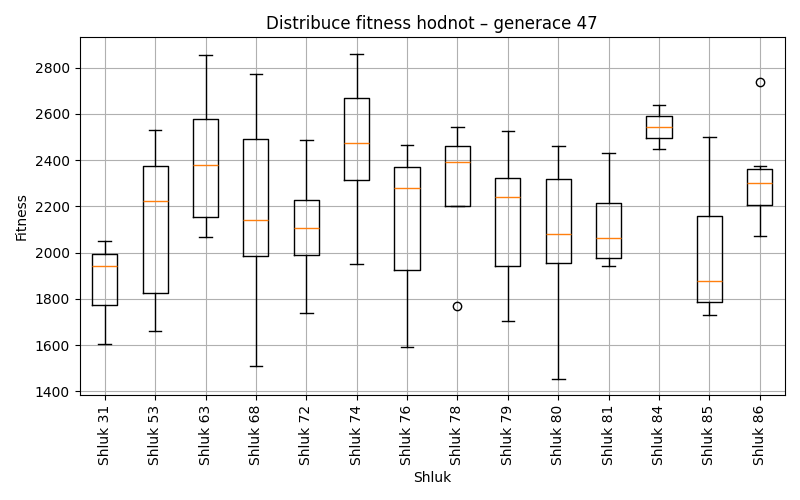 Distribuce fitness hodnot – generace 47
Fitness
2800
2600
2400
2200
2000
1800
1600
1400
Shluk 31
Shluk 53
Shluk 63
Shluk 68
Shluk 72
Shluk 74
Shluk 76
Shluk 78
Shluk 79
Shluk 80
Shluk 81
Shluk 84
Shluk 85
Shluk 86
Shluk